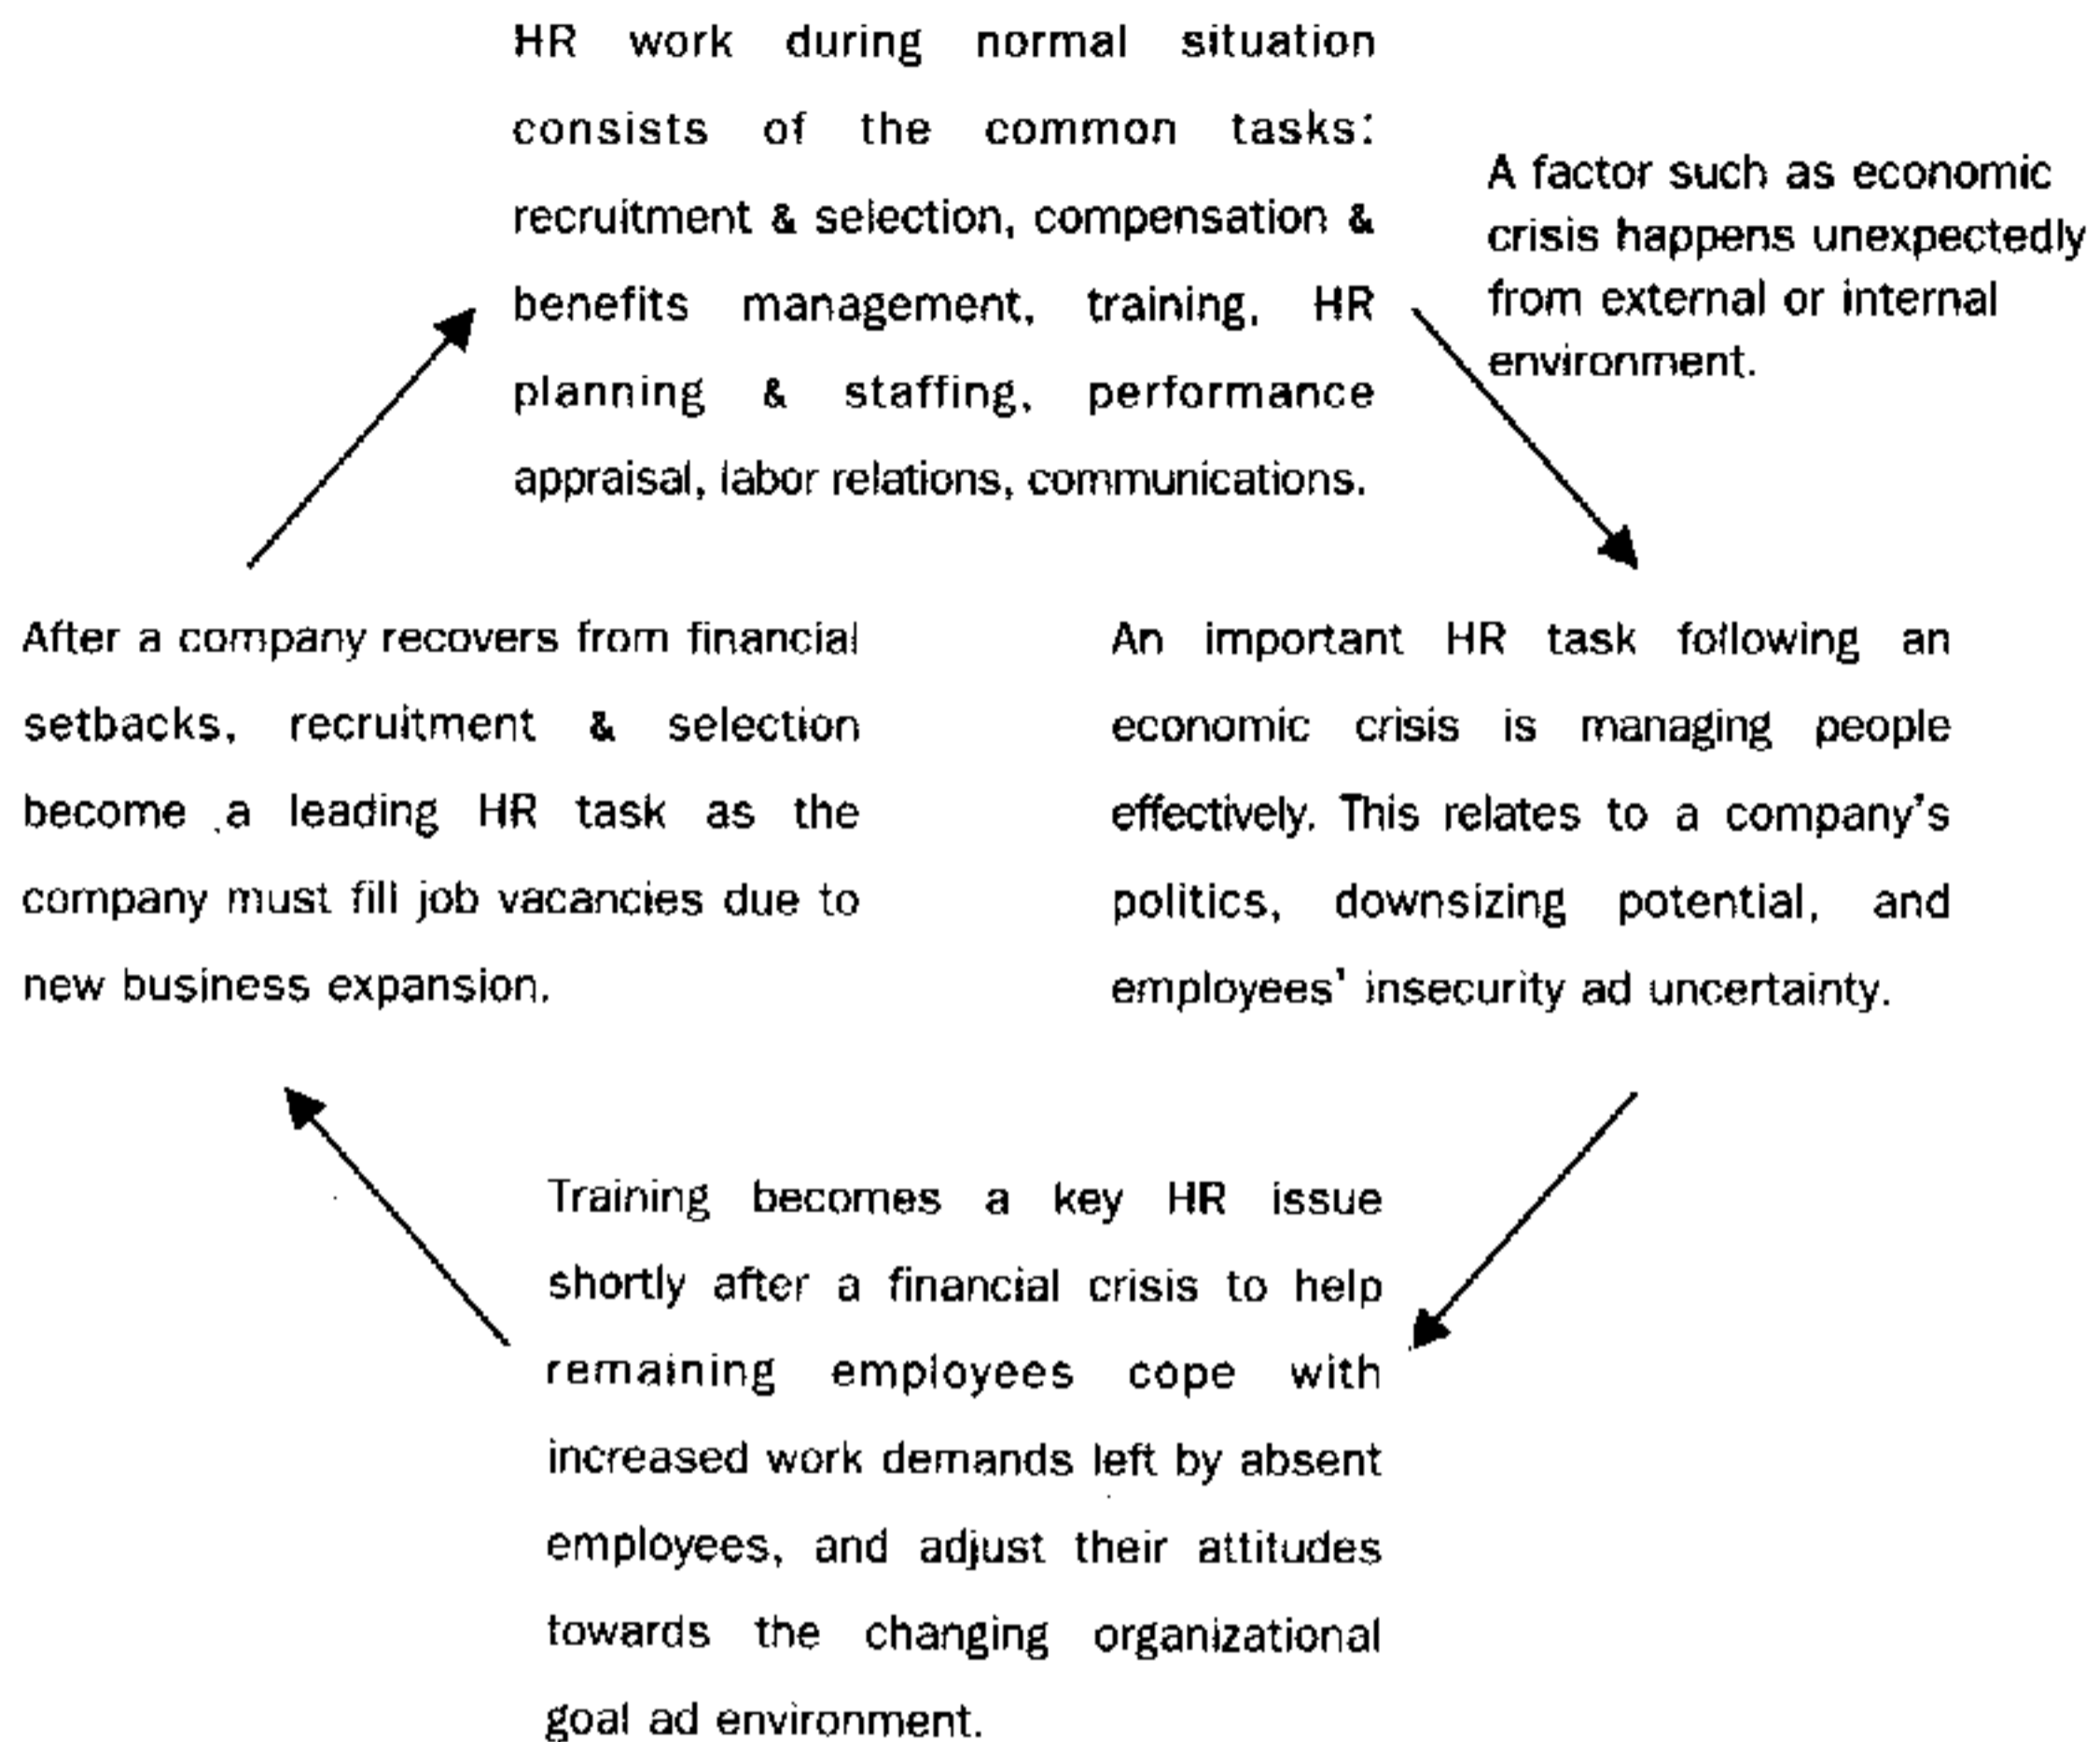 HR work during normal situation
consists of the common tasks:
recruitment & selection, compensation &
benefits management, training, HR
planning & staffing, performance
appraisal, labor relations, communications.
A factor such as economic
crisis happens unexpectedly
from external or internal
environment.
An important HR task following an
economic crisis is managing people
effectively. This relates to a company's
politics, downsizing potential, and
employees' insecurity ad uncertainty.
Training becomes a key HR issue
shortly after a financial crisis to help
remaining employees cope with
increased work demands left by absent
employees, and adjust their attitudes
towards the changing organizational
goal ad environment.
After a company recovers from financial
setbacks, recruitment & selection
become a leading HR task as the
company must fill job vacancies due to
new business expansion.